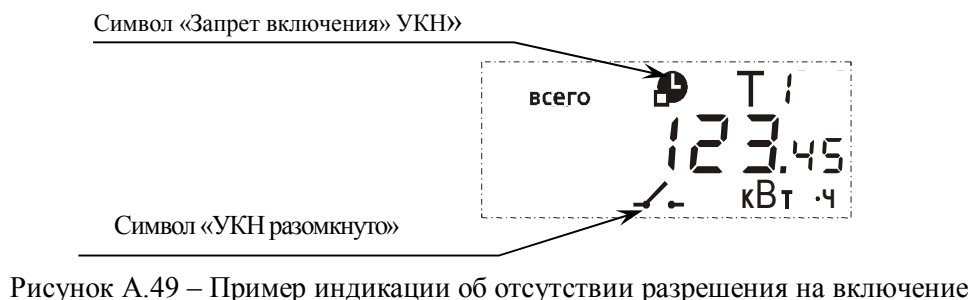 Символ «Запрет включения» УКН»
всего T1
123.45
кВт ·ч
Символ «УКН разомкнуто»
Рисунок А.49 – Пример индикации об отсутствии разрешения на включение